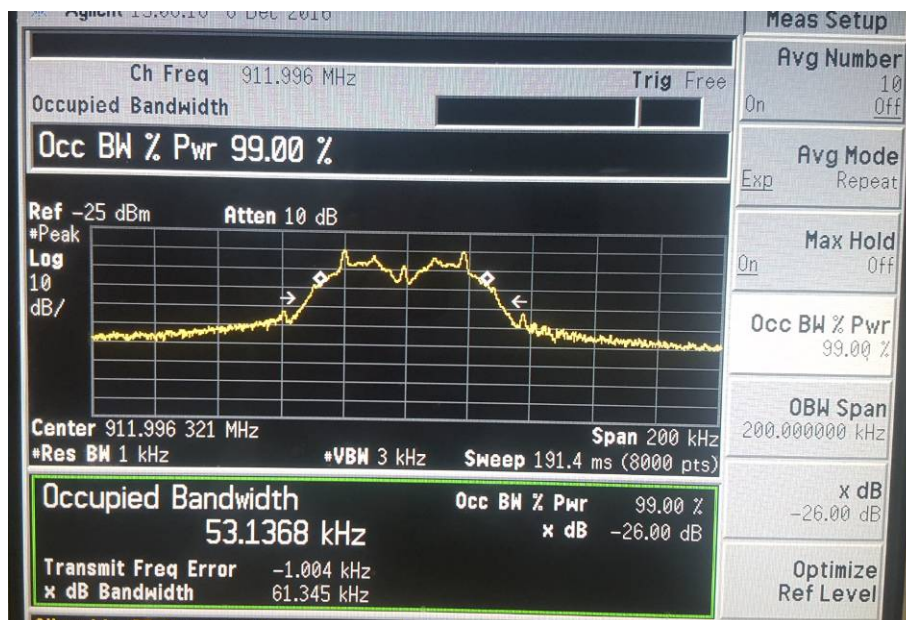 Agilent
6 Dec 2016
Meas Setup
Ch Freq 911.996 MHz
Trig Free
Occupied Bandwidth
Occ BW % Pwr 99.00 %
Ref -25 dBm
Atten 10 dB
#Peak
Log
10
dB/
Center 911.996 321 MHz
Span 200 kHz
#Res BW 1 kHz
#VBW 3 kHz
Sweep 191.4 ms (8000 pts)
Occupied Bandwidth
53.1368 kHz
Occ BW % Pwr 99.00 %
x dB -26.00 dB
Transmit Freq Error -1.004 kHz
x dB Bandwidth 61.345 kHz
Avg Number
10
On Off
Avg Mode
Exp Repeat
Max Hold
On Off
Occ BW % Pwr
99.00 %
OBW Span
200.000000 kHz
x dB
-26.00 dB
Optimize
Ref Level